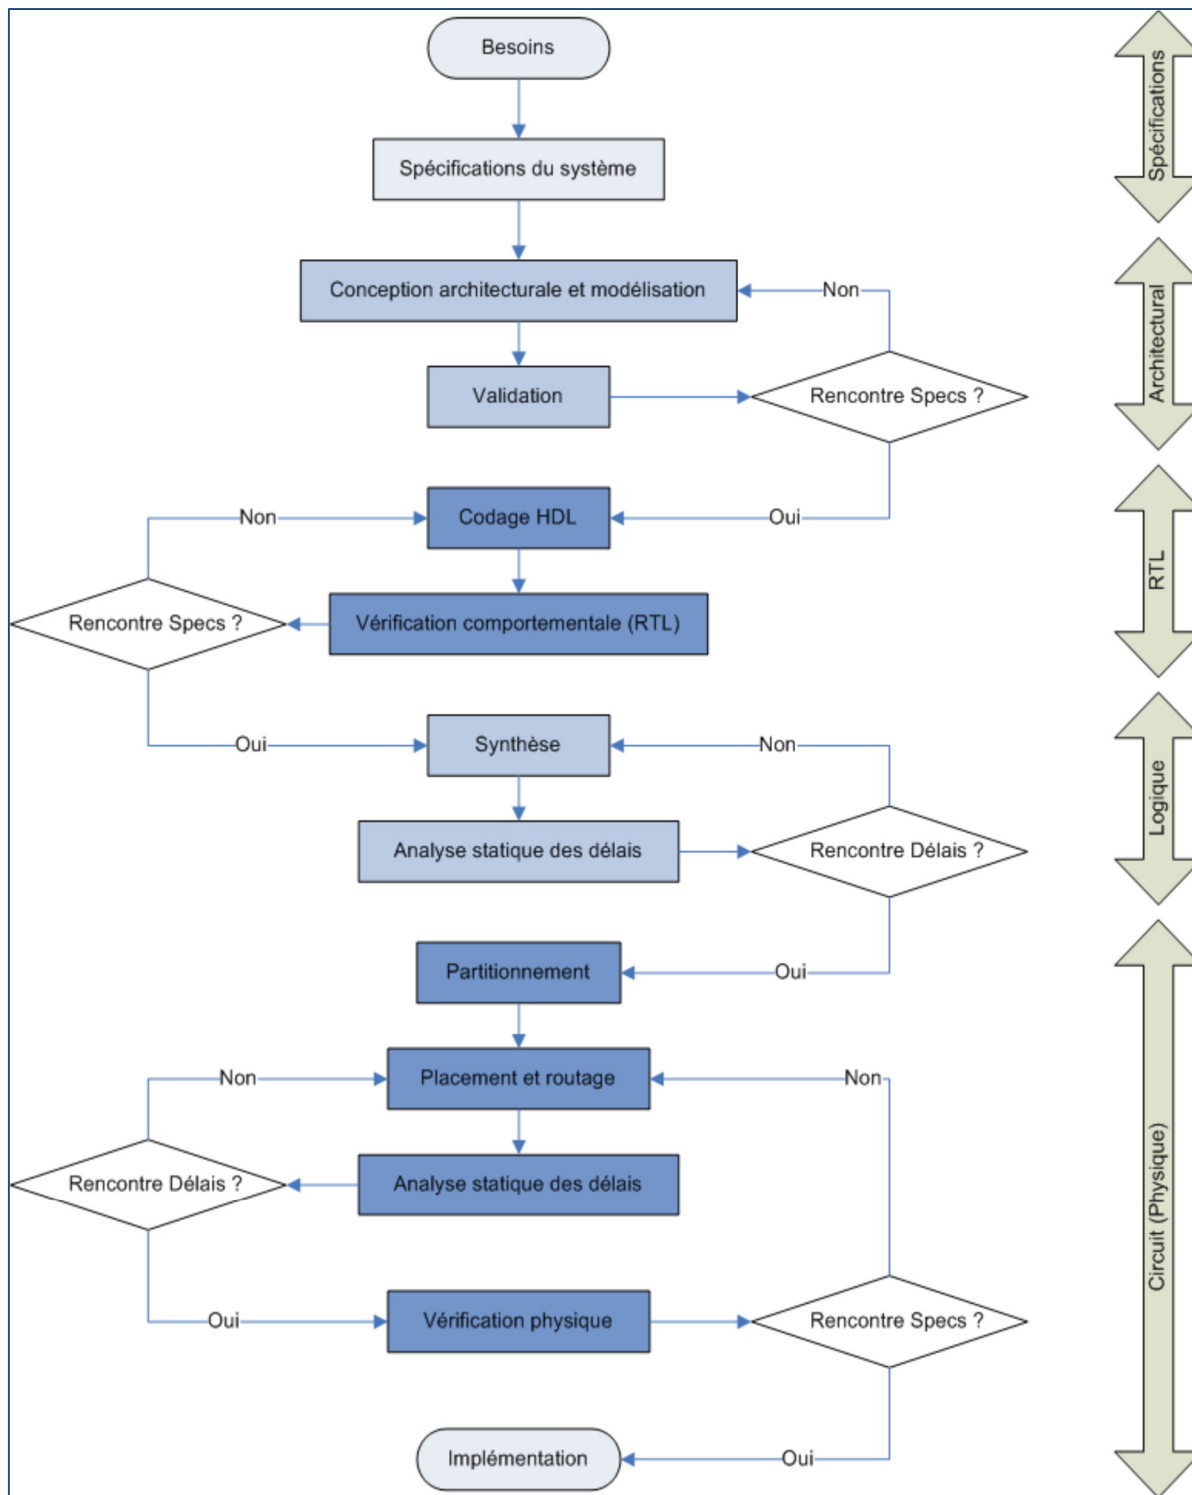 Besoins
Spécifications du système
Spécifications
Conception architecturale et modélisation
Non
Validation
Rencontre Specs ?
Architectural
Non
Codage HDL
Oui
Rencontre Specs ?
Vérification comportementale (RTL)
RTL
Oui
Synthèse
Non
Analyse statique des délais
Rencontre Délais ?
Logique
Partitionnement
Oui
Non
Placement et routage
Non
Rencontre Délais ?
Analyse statique des délais
Circuit (Physique)
Oui
Vérification physique
Rencontre Specs ?
Implémentation
Oui